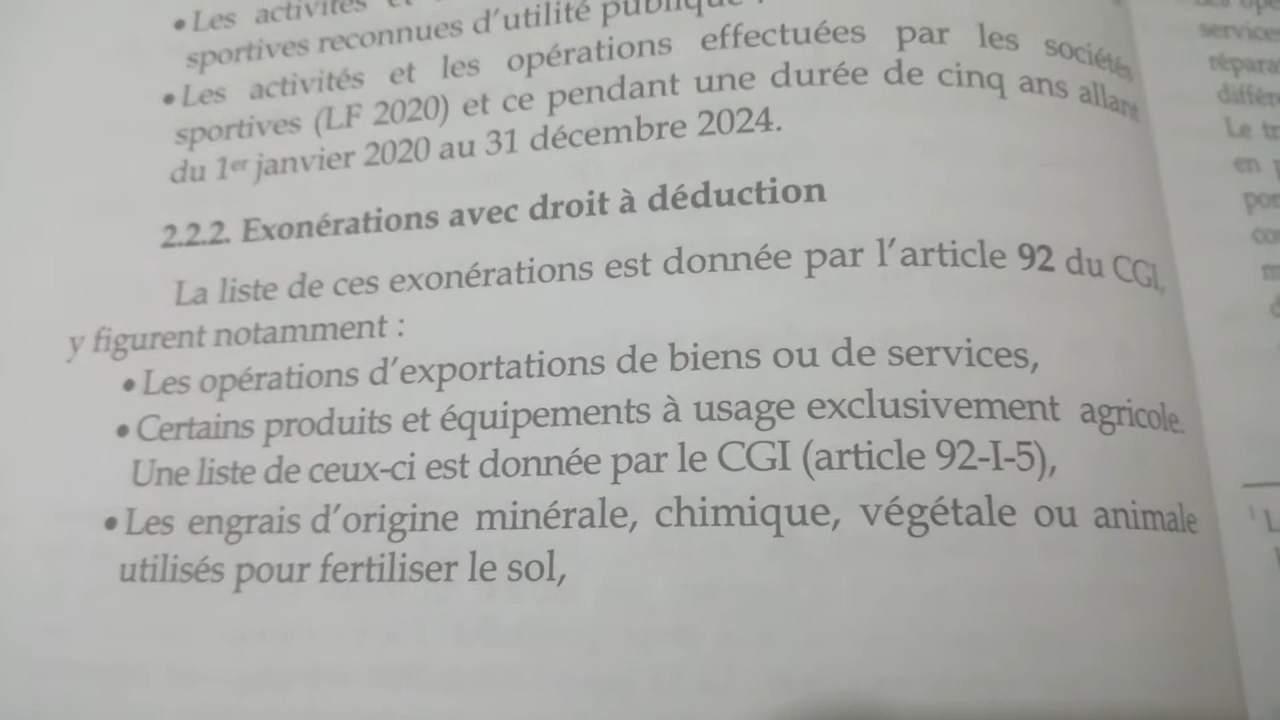 • Les activités et
sportives reconnues d'utilité publique
• Les activités et les opérations effectuées par les sociétés
sportives (LF 2020) et ce pendant une durée de cinq ans allant
du 1er janvier 2020 au 31 décembre 2024.
2.2.2. Exonérations avec droit à déduction
La liste de ces exonérations est donnée par l'article 92 du CGI,
y figurent notamment :
• Les opérations d'exportations de biens ou de services,
• Certains produits et équipements à usage exclusivement agricole.
Une liste de ceux-ci est donnée par le CGI (article 92-I-5),
• Les engrais d'origine minérale, chimique, végétale ou animale
utilisés pour fertiliser le sol,
Le
en